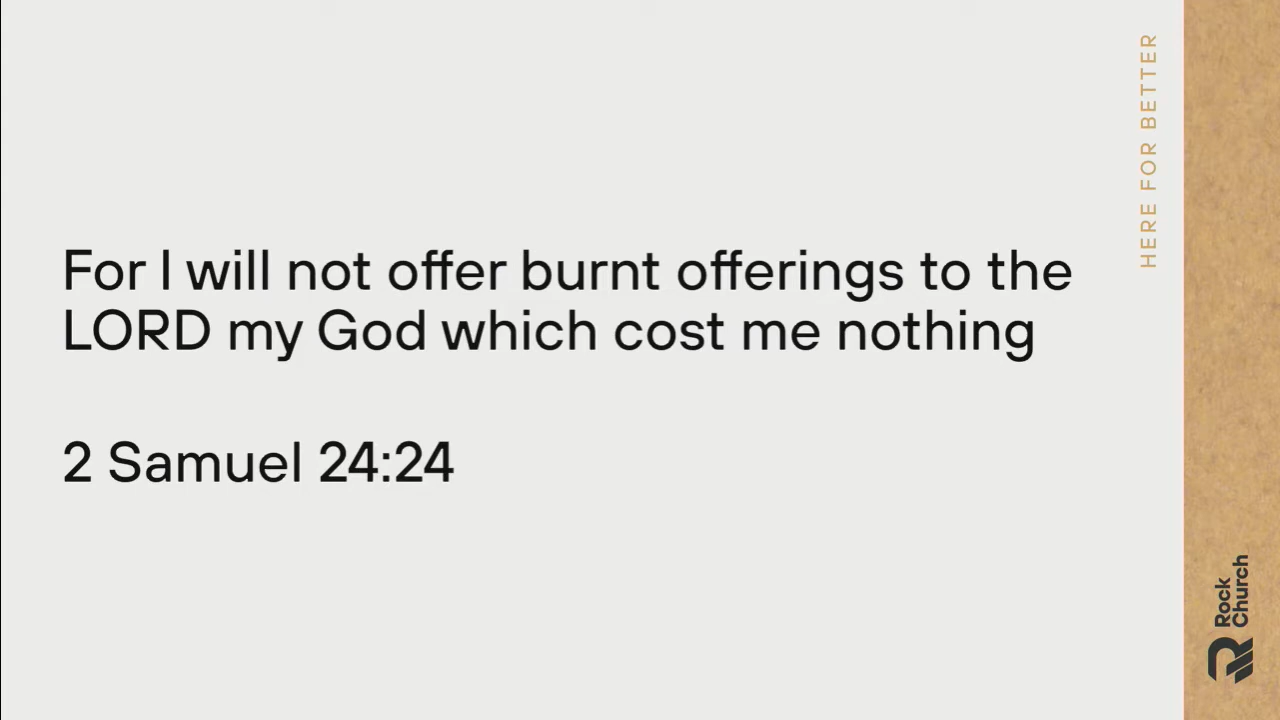 For I will not offer burnt offerings to the
LORD my God which cost me nothing
2 Samuel 24:24
HERE FOR BETTER
Rock
Church